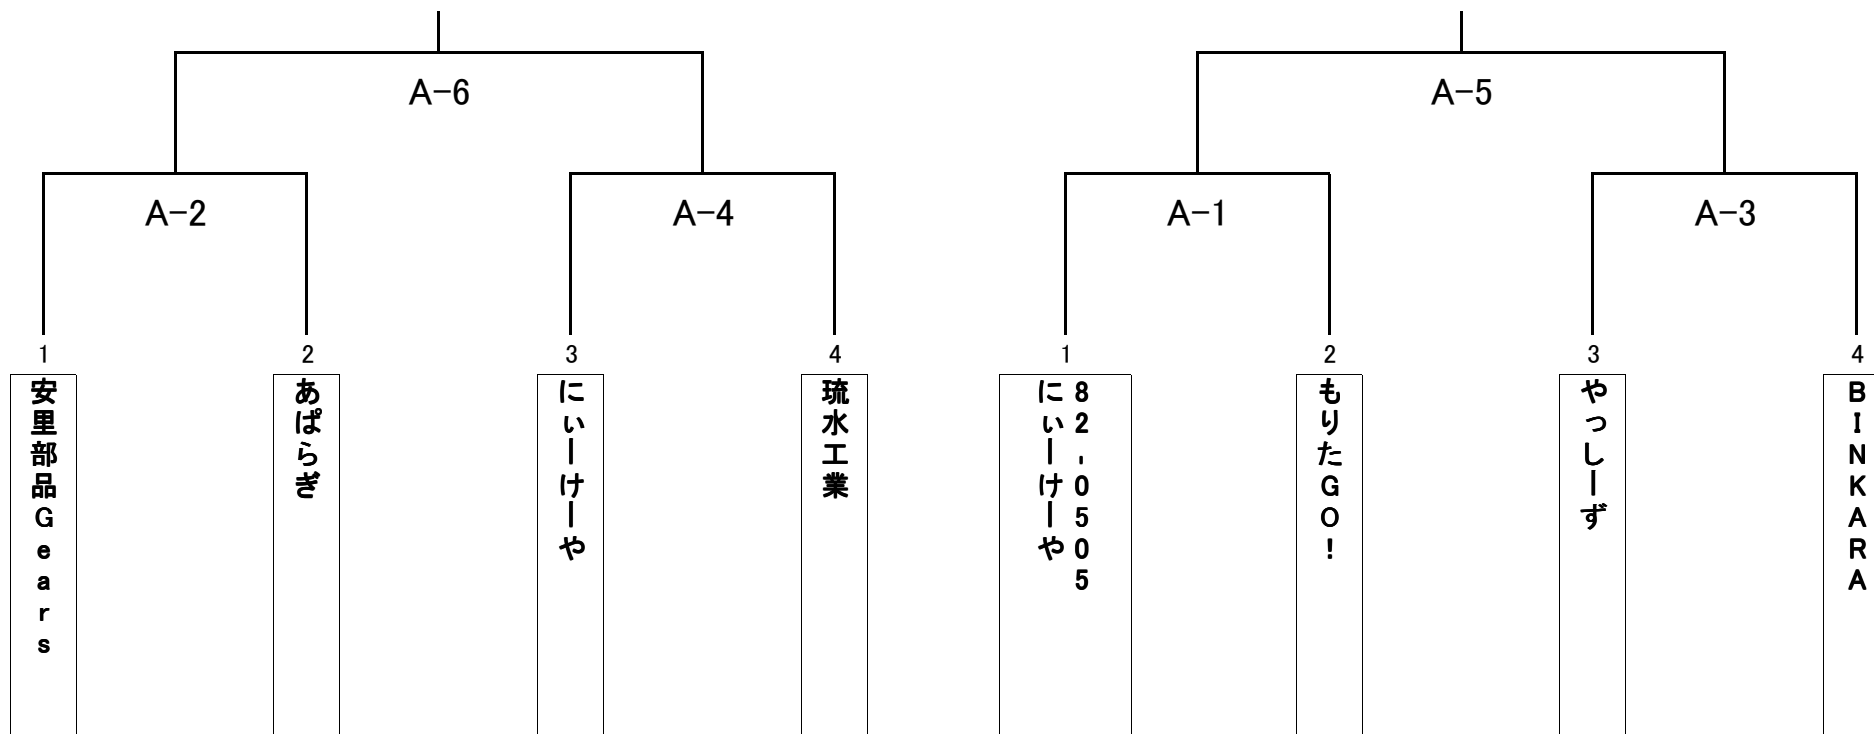 A-6
A-5
A-2
A-4
A-1
A-3
1
2
3
4
1
2
3
4
安里部品Gears
あぱらぎ
にぃーけーや
琉水工業
82-0505
にぃーけーや
もりたGO!
やっしーず
BINKARA